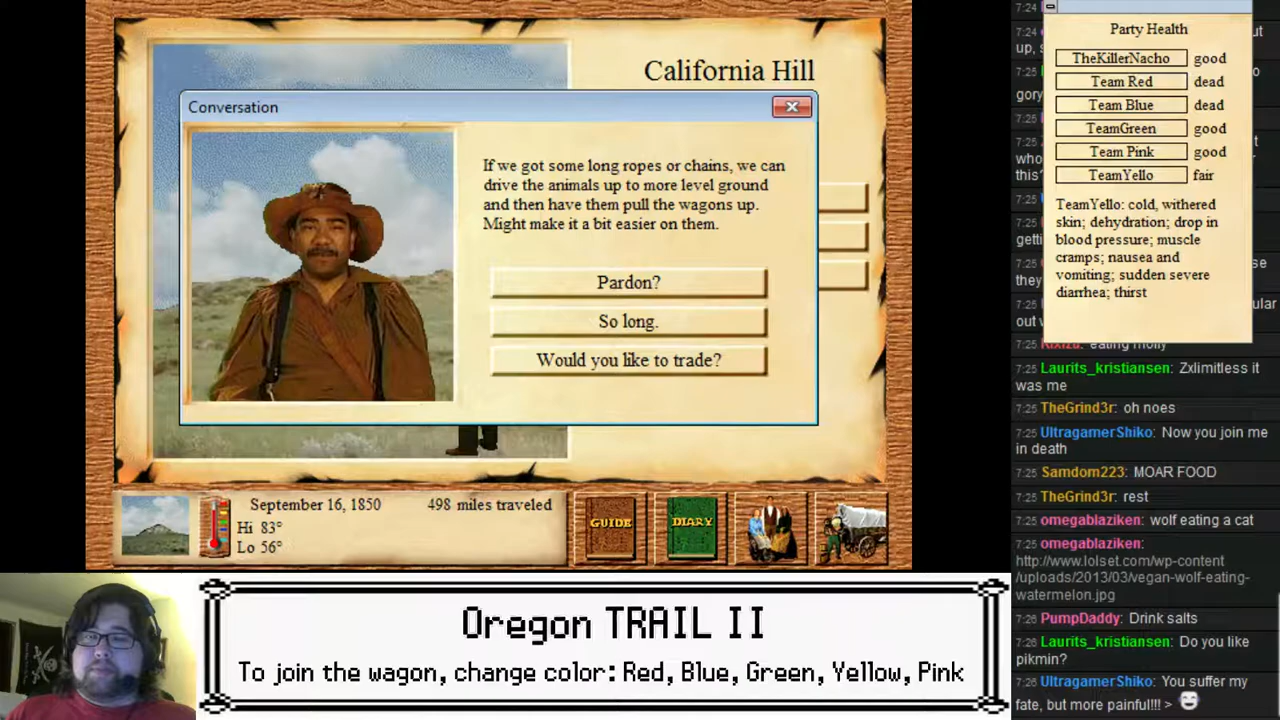 California Hill
Conversation
If we got some long ropes or chains, we can
drive the animals up to more level ground
and then have them pull the wagons up.
Might make it a bit easier on them.
Pardon?
So long.
Would you like to trade?
September 16, 1850
498 miles traveled
Hi 83°
Lo 56°
GUIDE
DIARY
Oregon TRAIL II
To join the wagon, change color: Red, Blue, Green, Yellow, Pink
Party Health
TheKillerNacho good
Team Red dead
Team Blue dead
TeamGreen good
Team Pink good
TeamYello fair
TeamYello: cold, withered
skin; dehydration; drop in
blood pressure; muscle
cramps; nausea and
vomiting; sudden severe
diarrhea; thirst
7:25 Laurits_kristiansen: Zxlimitless it
was me
7:25 TheGrind3r: oh noes
7:25 UltragamerShiko: Now you join me
in death
7:25 Samdom223: MOAR FOOD
7:25 TheGrind3r: rest
7:25 omegablaziken: wolf eating a cat
7:25 omegablaziken:
http://www.lolset.com/wp-content
/uploads/2013/03/vegan-wolf-eating-
watermelon.jpg
7:26 PumpDaddy: Drink salts
7:26 Laurits_kristiansen: Do you like
pikmin?
7:26 UltragamerShiko: You suffer my
fate, but more painful!!! >